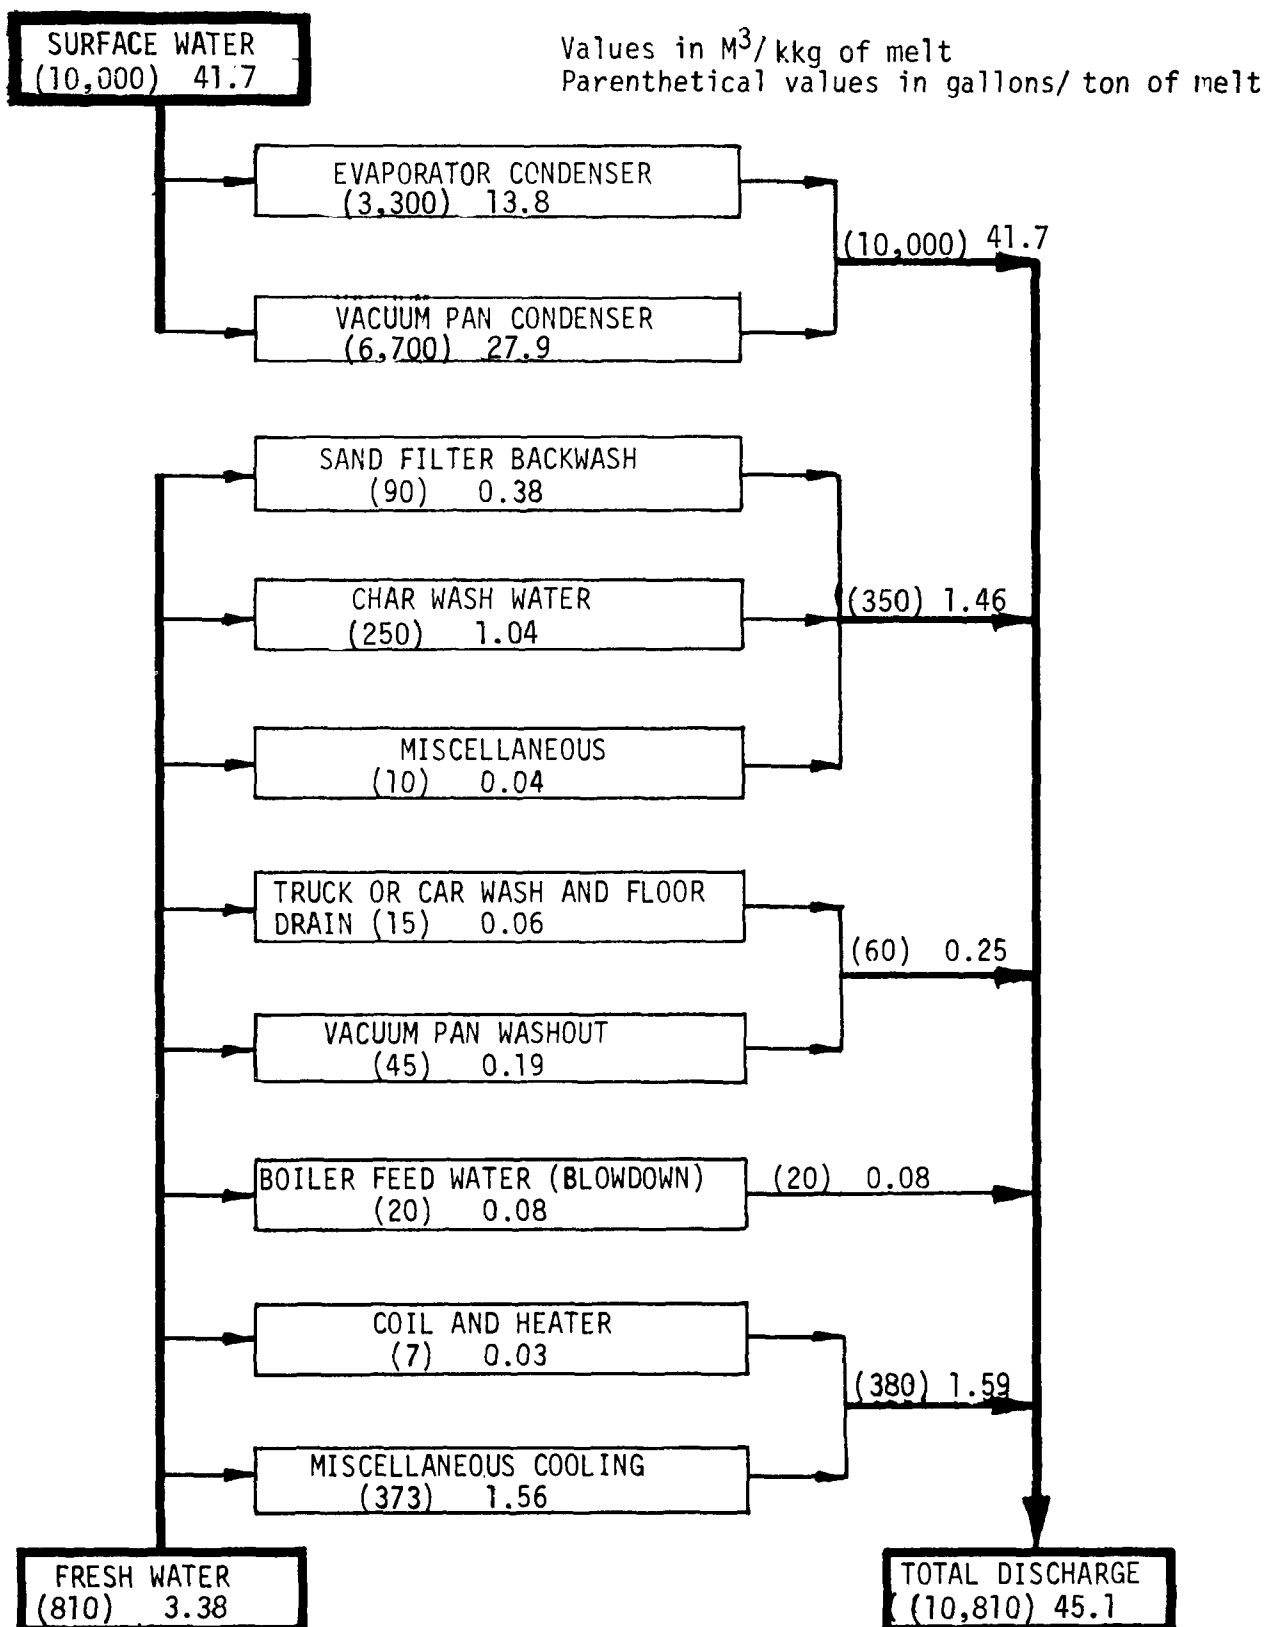 SURFACE WATER
(10,000) 41.7
Values in M3/kkg of melt
Parenthetical values in gallons/ ton of melt
EVAPORATOR CONDENSER
(3,300) 13.8
(10,000) 41.7
VACUUM PAN CONDENSER
(6,700) 27.9
SAND FILTER BACKWASH
(90) 0.38
CHAR WASH WATER
(250) 1.04
(350) 1.46
MISCELLANEOUS
(10) 0.04
TRUCK OR CAR WASH AND FLOOR
DRAIN (15) 0.06
(60) 0.25
VACUUM PAN WASHOUT
(45) 0.19
BOILER FEED WATER (BLOWDOWN)
(20) 0.08
(20) 0.08
COIL AND HEATER
(7) 0.03
(380) 1.59
MISCELLANEOUS COOLING
(373) 1.56
FRESH WATER
(810) 3.38
TOTAL DISCHARGE
( (10,810) 45.1